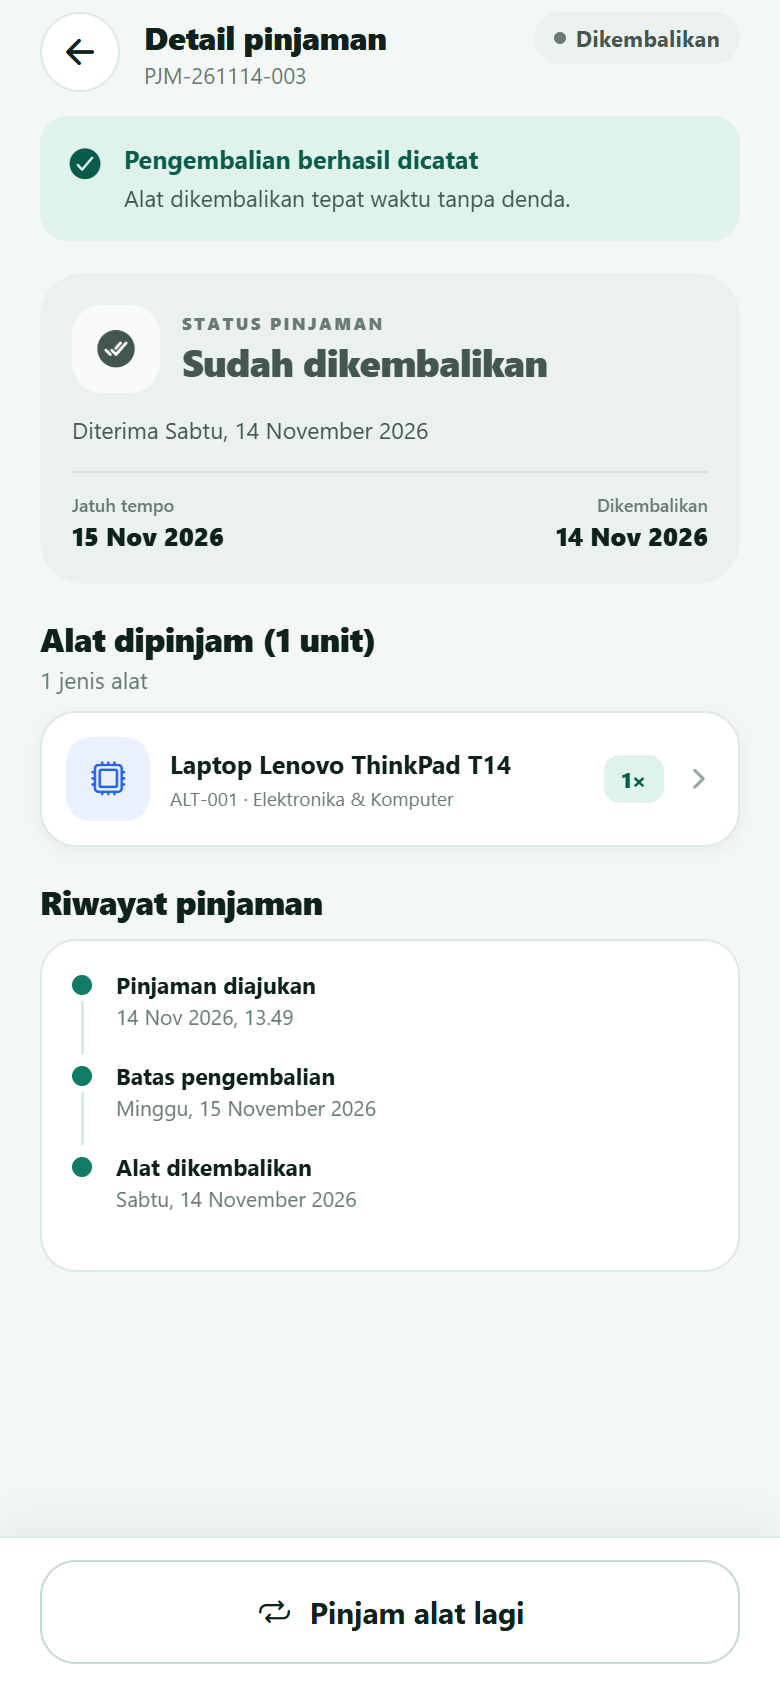 Detail pinjaman
PJM-261114-003
Dikembalikan
Pengembalian berhasil dicatat
Alat dikembalikan tepat waktu tanpa denda.
STATUS PINJAMAN
Sudah dikembalikan
Diterima Sabtu, 14 November 2026
Jatuh tempo
15 Nov 2026
Dikembalikan
14 Nov 2026
Alat dipinjam (1 unit)
1 jenis alat
Laptop Lenovo ThinkPad T14
ALT-001 · Elektronika & Komputer
1×
Riwayat pinjaman
Pinjaman diajukan
14 Nov 2026, 13.49
Batas pengembalian
Minggu, 15 November 2026
Alat dikembalikan
Sabtu, 14 November 2026
Pinjam alat lagi